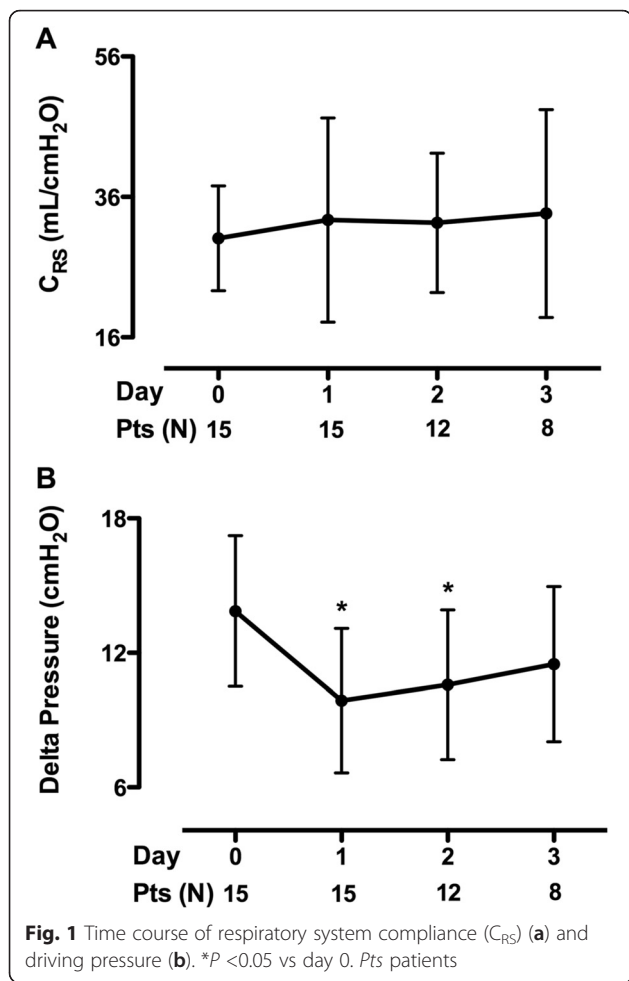 A
56
36
16
C_RS (mL/cmH₂O)
Day 0 1 2 3
Pts (N) 15 15 12 8
B
18
12
6
Delta Pressure (cmH₂O)
* *
Day 0 1 2 3
Pts (N) 15 15 12 8
Fig. 1 Time course of respiratory system compliance (C_RS) (a) and
driving pressure (b). *P <0.05 vs day 0. Pts patients